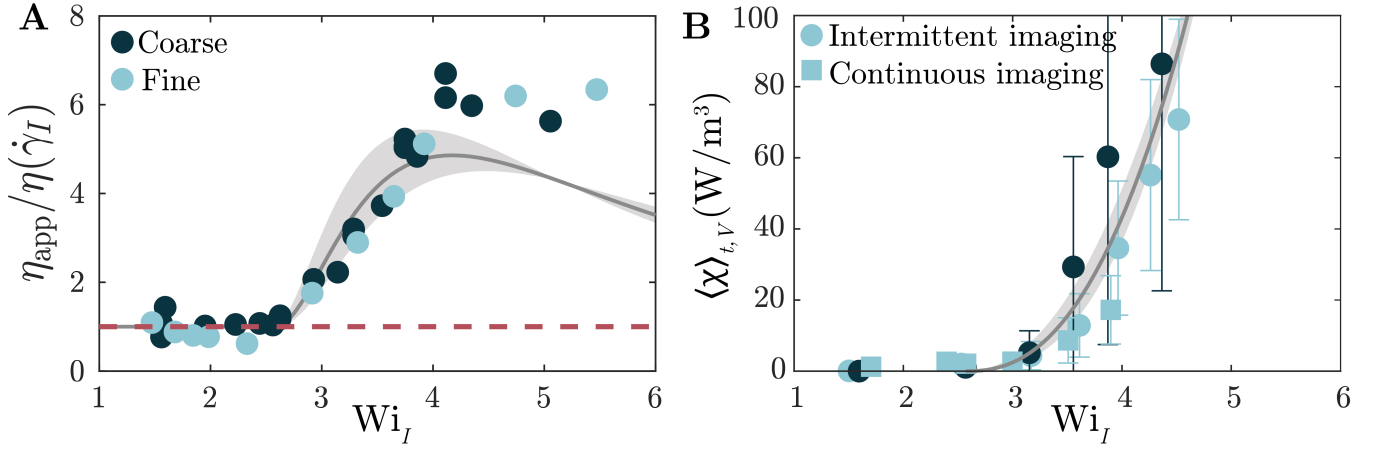 A
8
6
4
2
0
Coarse
Fine
η_app/η(γ̇_I)
1 2 3 4 5 6
Wi_I
B
100
80
60
40
20
0
Intermittent imaging
Continuous imaging
⟨χ⟩_t,V (W/m³)
1 2 3 4 5 6
Wi_I